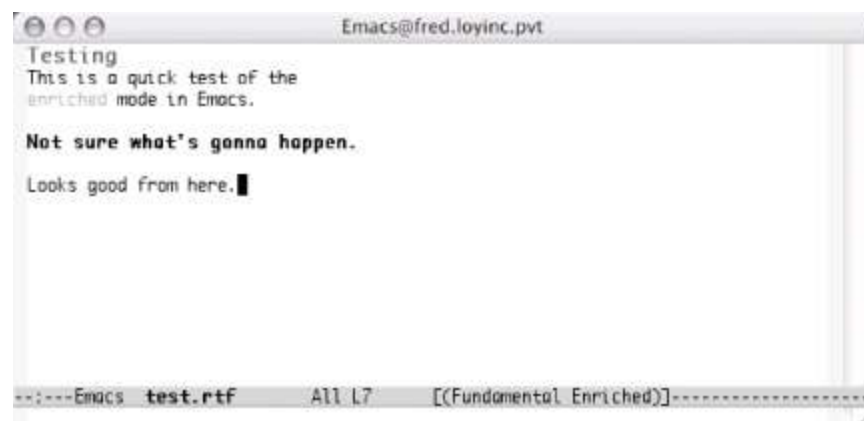 Emacs@fred.loyinc.pvt
Testing
This is a quick test of the
enriched mode in Emacs.
Not sure what's gonna happen.
Looks good from here.
--:---Emacs  test.rtf        All L7       [(Fundamental Enriched)]-------------------